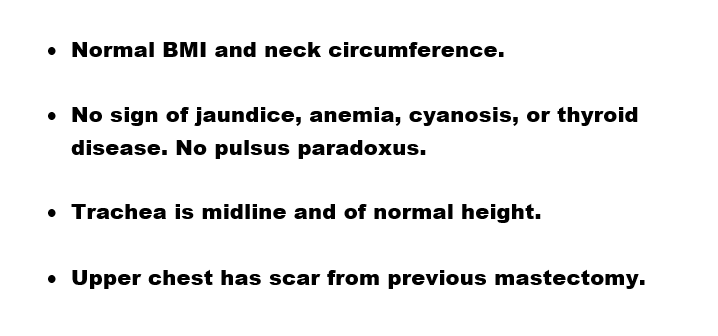 • Normal BMI and neck circumference.
• No sign of jaundice, anemia, cyanosis, or thyroid
disease. No pulsus paradoxus.
• Trachea is midline and of normal height.
• Upper chest has scar from previous mastectomy.